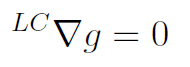 $^{LC}\nabla g = 0$